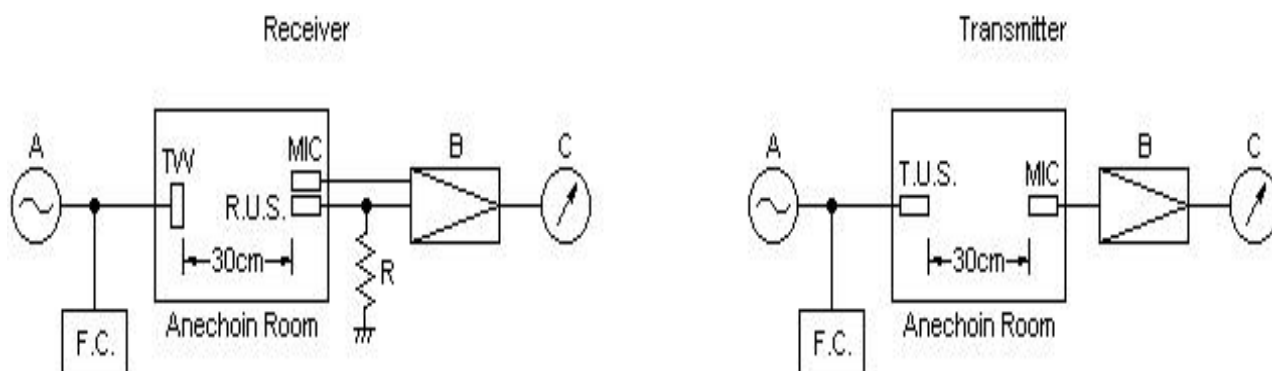 Receiver
A
TW
MIC
R.U.S.
30cm
B
C
R
F.C.
Anechoin Room
Transmitter
A
T.U.S.
MIC
30cm
B
C
F.C.
Anechoin Room